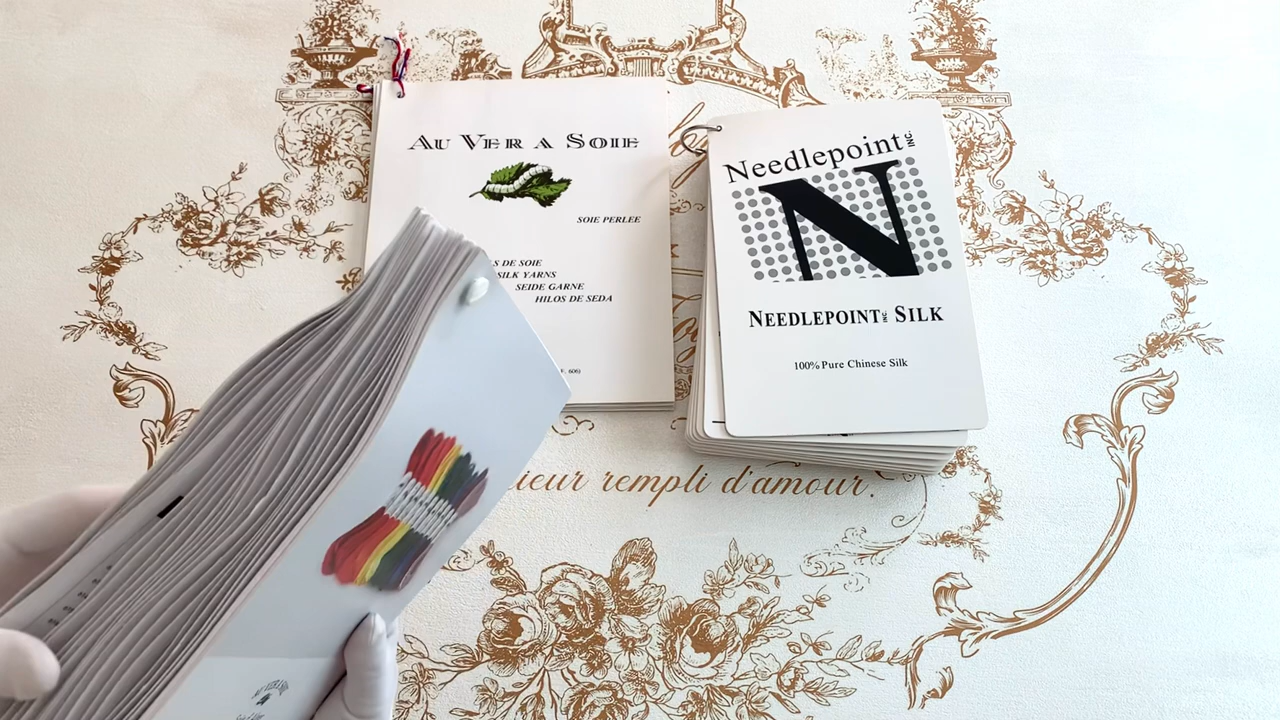 AU VER A SOIE
SOIE PERLEE
S DE SOIE
SILK YARNS
SEIDE GARNE
HILOS DE SEDA
Needlepoint INC
N
NEEDLEPOINT INC. SILK
100% Pure Chinese Silk
ieur rempli d'amour.